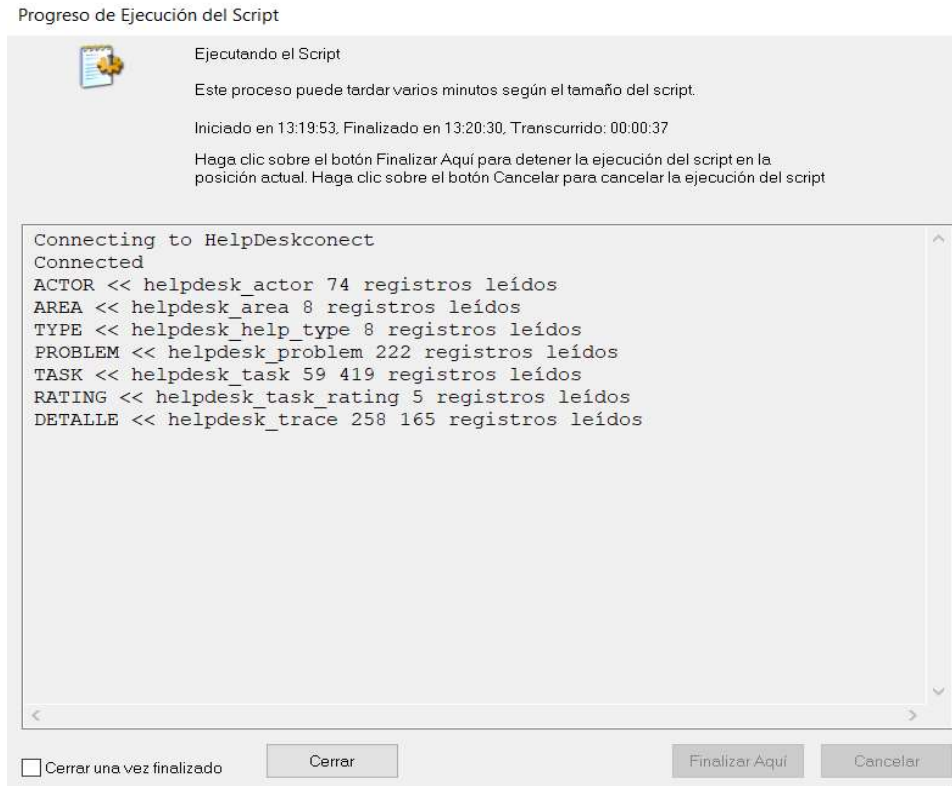 Progreso de Ejecución del Script
Ejecutando el Script
Este proceso puede tardar varios minutos según el tamaño del script.
Iniciado en 13:19:53, Finalizado en 13:20:30, Transcurrido: 00:00:37
Haga clic sobre el botón Finalizar Aquí para detener la ejecución del script en la
posición actual. Haga clic sobre el botón Cancelar para cancelar la ejecución del script
Connecting to HelpDeskconect
Connected
ACTOR << helpdesk_actor 74 registros leídos
AREA << helpdesk_area 8 registros leídos
TYPE << helpdesk_help_type 8 registros leídos
PROBLEM << helpdesk_problem 222 registros leídos
TASK << helpdesk_task 59 419 registros leídos
RATING << helpdesk_task_rating 5 registros leídos
DETALLE << helpdesk_trace 258 165 registros leídos
Cerrar una vez finalizado
Cerrar
Finalizar Aquí
Cancelar